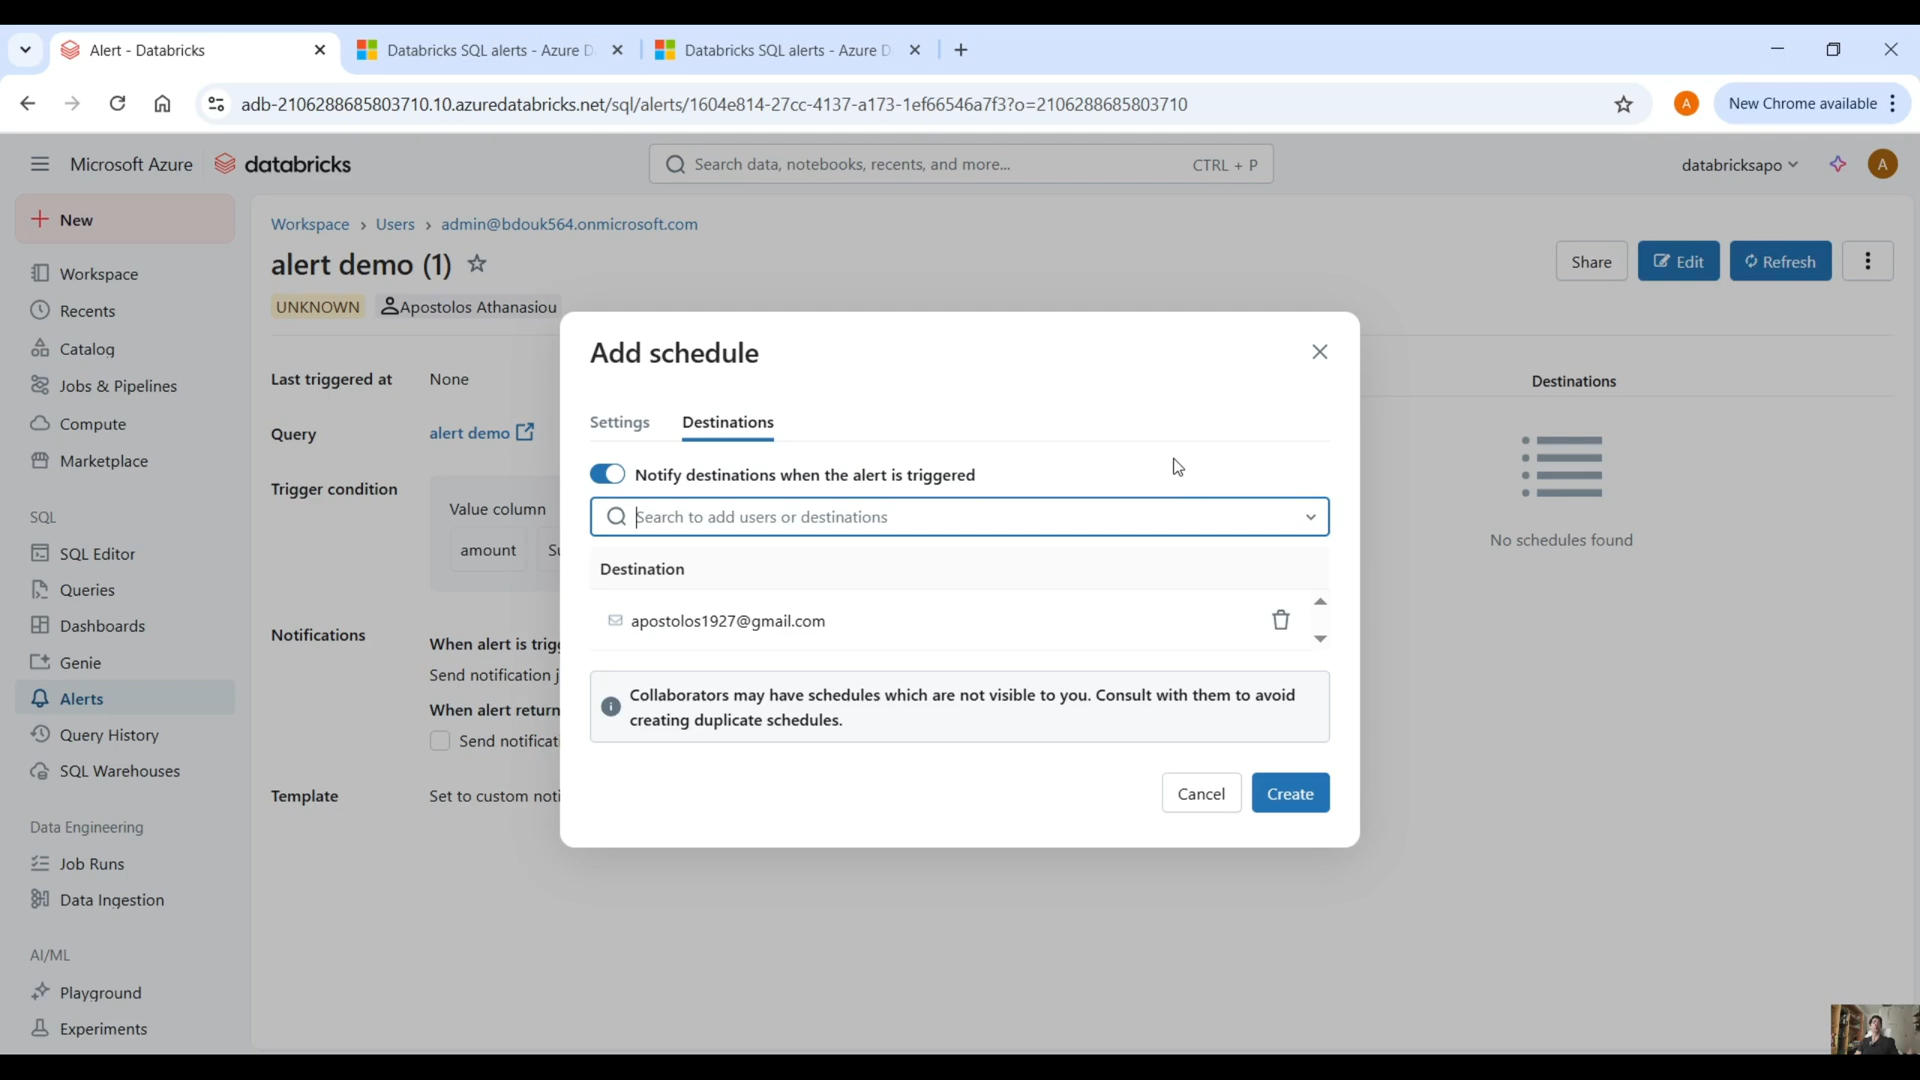 Alert - Databricks
Databricks SQL alerts - Azure D
Databricks SQL alerts - Azure D
adb-2106288685803710.10.azuredatabricks.net/sql/alerts/1604e814-27cc-4137-a173-1ef66546a7f3?o=2106288685803710
A
New Chrome available
Microsoft Azure
databricks
Search data, notebooks, recents, and more...
CTRL + P
databricksapo
A
New
Workspace
Recents
Catalog
Jobs & Pipelines
Compute
Marketplace
SQL
SQL Editor
Queries
Dashboards
Genie
Alerts
Query History
SQL Warehouses
Data Engineering
Job Runs
Data Ingestion
AI/ML
Playground
Experiments
Workspace › Users › admin@bdouk564.onmicrosoft.com
alert demo (1)
Share
Edit
Refresh
UNKNOWN
Apostolos Athanasiou
Last triggered at None
Query alert demo
Trigger condition
Value column
amount Su
Notifications
When alert is trigg
Send notification j
When alert return
Send notificati
Template Set to custom noti
Destinations
No schedules found
Add schedule
Settings
Destinations
Notify destinations when the alert is triggered
Search to add users or destinations
Destination
apostolos1927@gmail.com
Collaborators may have schedules which are not visible to you. Consult with them to avoid
creating duplicate schedules.
Cancel
Create